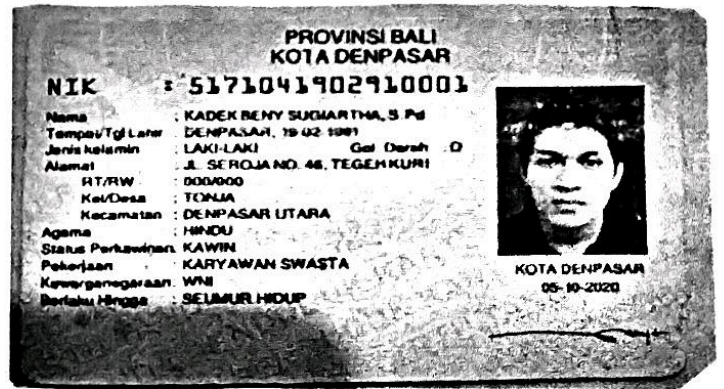 PROVINSI BALI
KOTA DENPASAR
NIK : 5171041902910001
Nama : KADEK BENY SUGIARTHA, S.Pd
Tempat/Tgl Lahir : DENPASAR, 19-02-1991
Jenis kelamin : LAKI-LAKI Gol Darah : O
Alamat : JL. SEROJA NO. 46, TEGEH KURI
RT/RW : 000/000
Kel/Desa : TONJA
Kecamatan : DENPASAR UTARA
Agama : HINDU
Status Perkawinan: KAWIN
Pekerjaan : KARYAWAN SWASTA
Kewarganegaraan: WNI
Berlaku Hingga : SEUMUR HIDUP
KOTA DENPASAR
05-10-2020